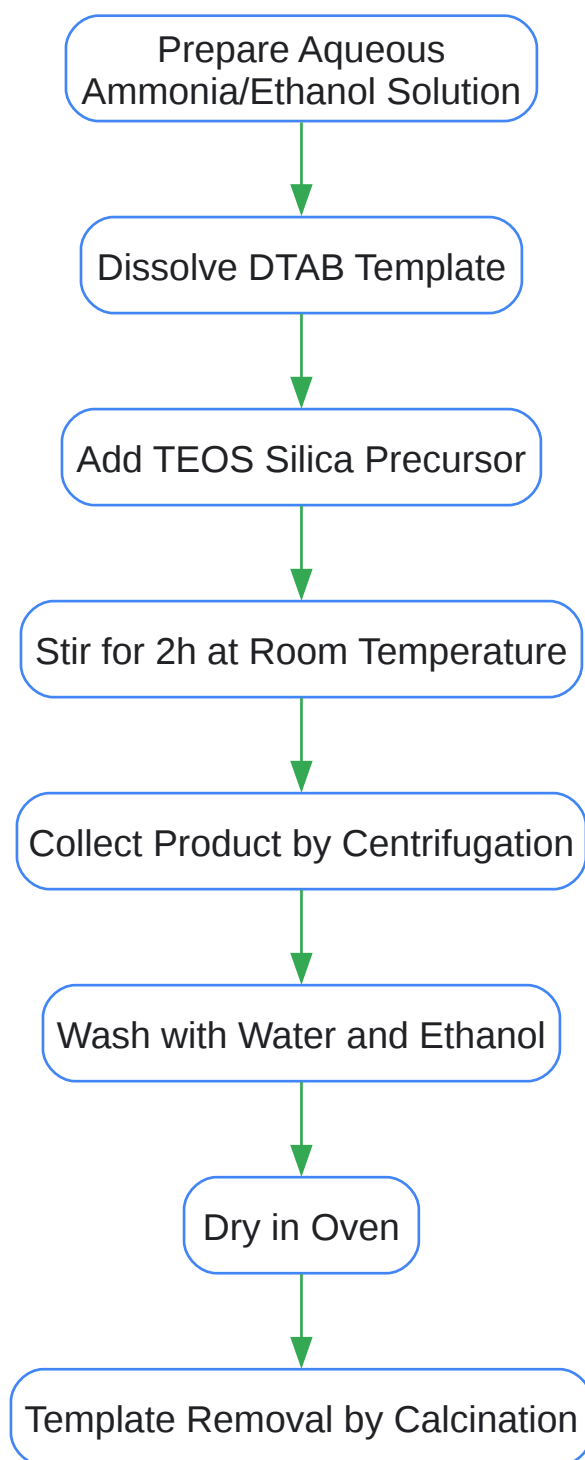 Prepare Aqueous
Ammonia/Ethanol Solution
Dissolve DTAB Template
Add TEOS Silica Precursor
Stir for 2h at Room Temperature
Collect Product by Centrifugation
Wash with Water and Ethanol
Dry in Oven
Template Removal by Calcination